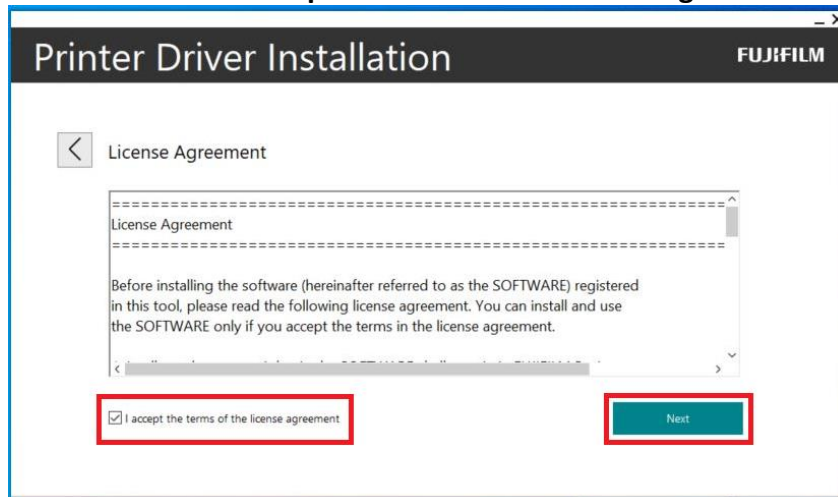 Printer Driver Installation
FUJIFILM
License Agreement
==================================================================
License Agreement
==================================================================
Before installing the software (hereinafter referred to as the SOFTWARE) registered
in this tool, please read the following license agreement. You can install and use
the SOFTWARE only if you accept the terms in the license agreement.
I accept the terms of the license agreement
Next